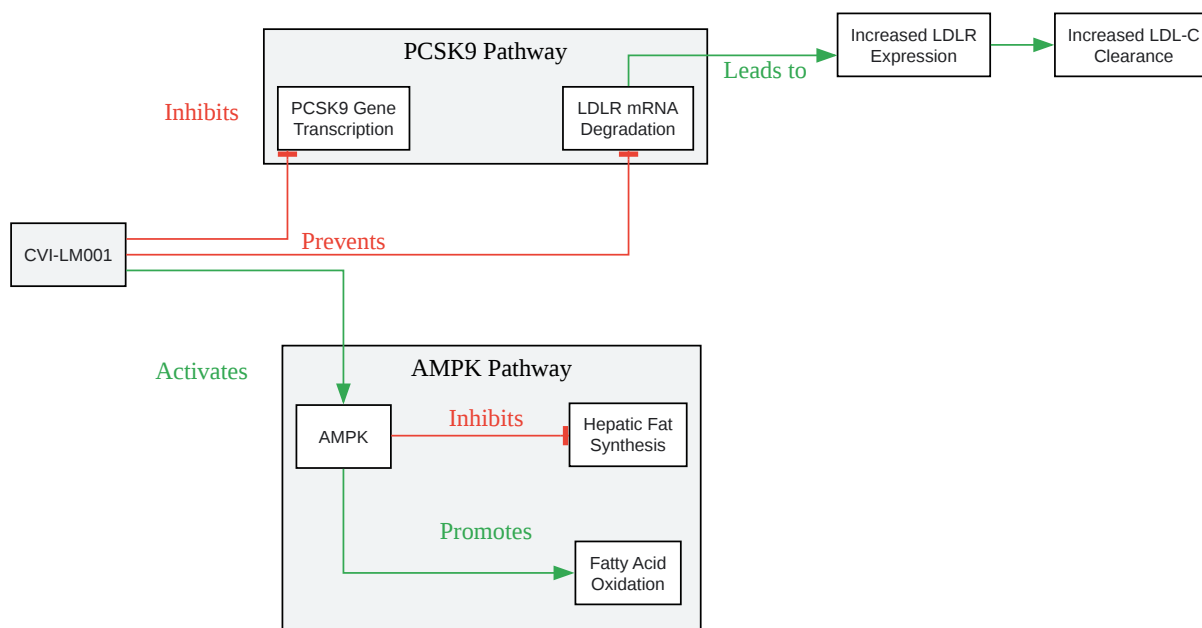 PCSK9 Pathway
Increased LDLR
Expression
Increased LDL-C
Clearance
Leads to
Inhibits
PCSK9 Gene
Transcription
LDLR mRNA
Degradation
CVI-LM001
Prevents
Activates
AMPK Pathway
AMPK
Inhibits
Hepatic Fat
Synthesis
Promotes
Fatty Acid
Oxidation